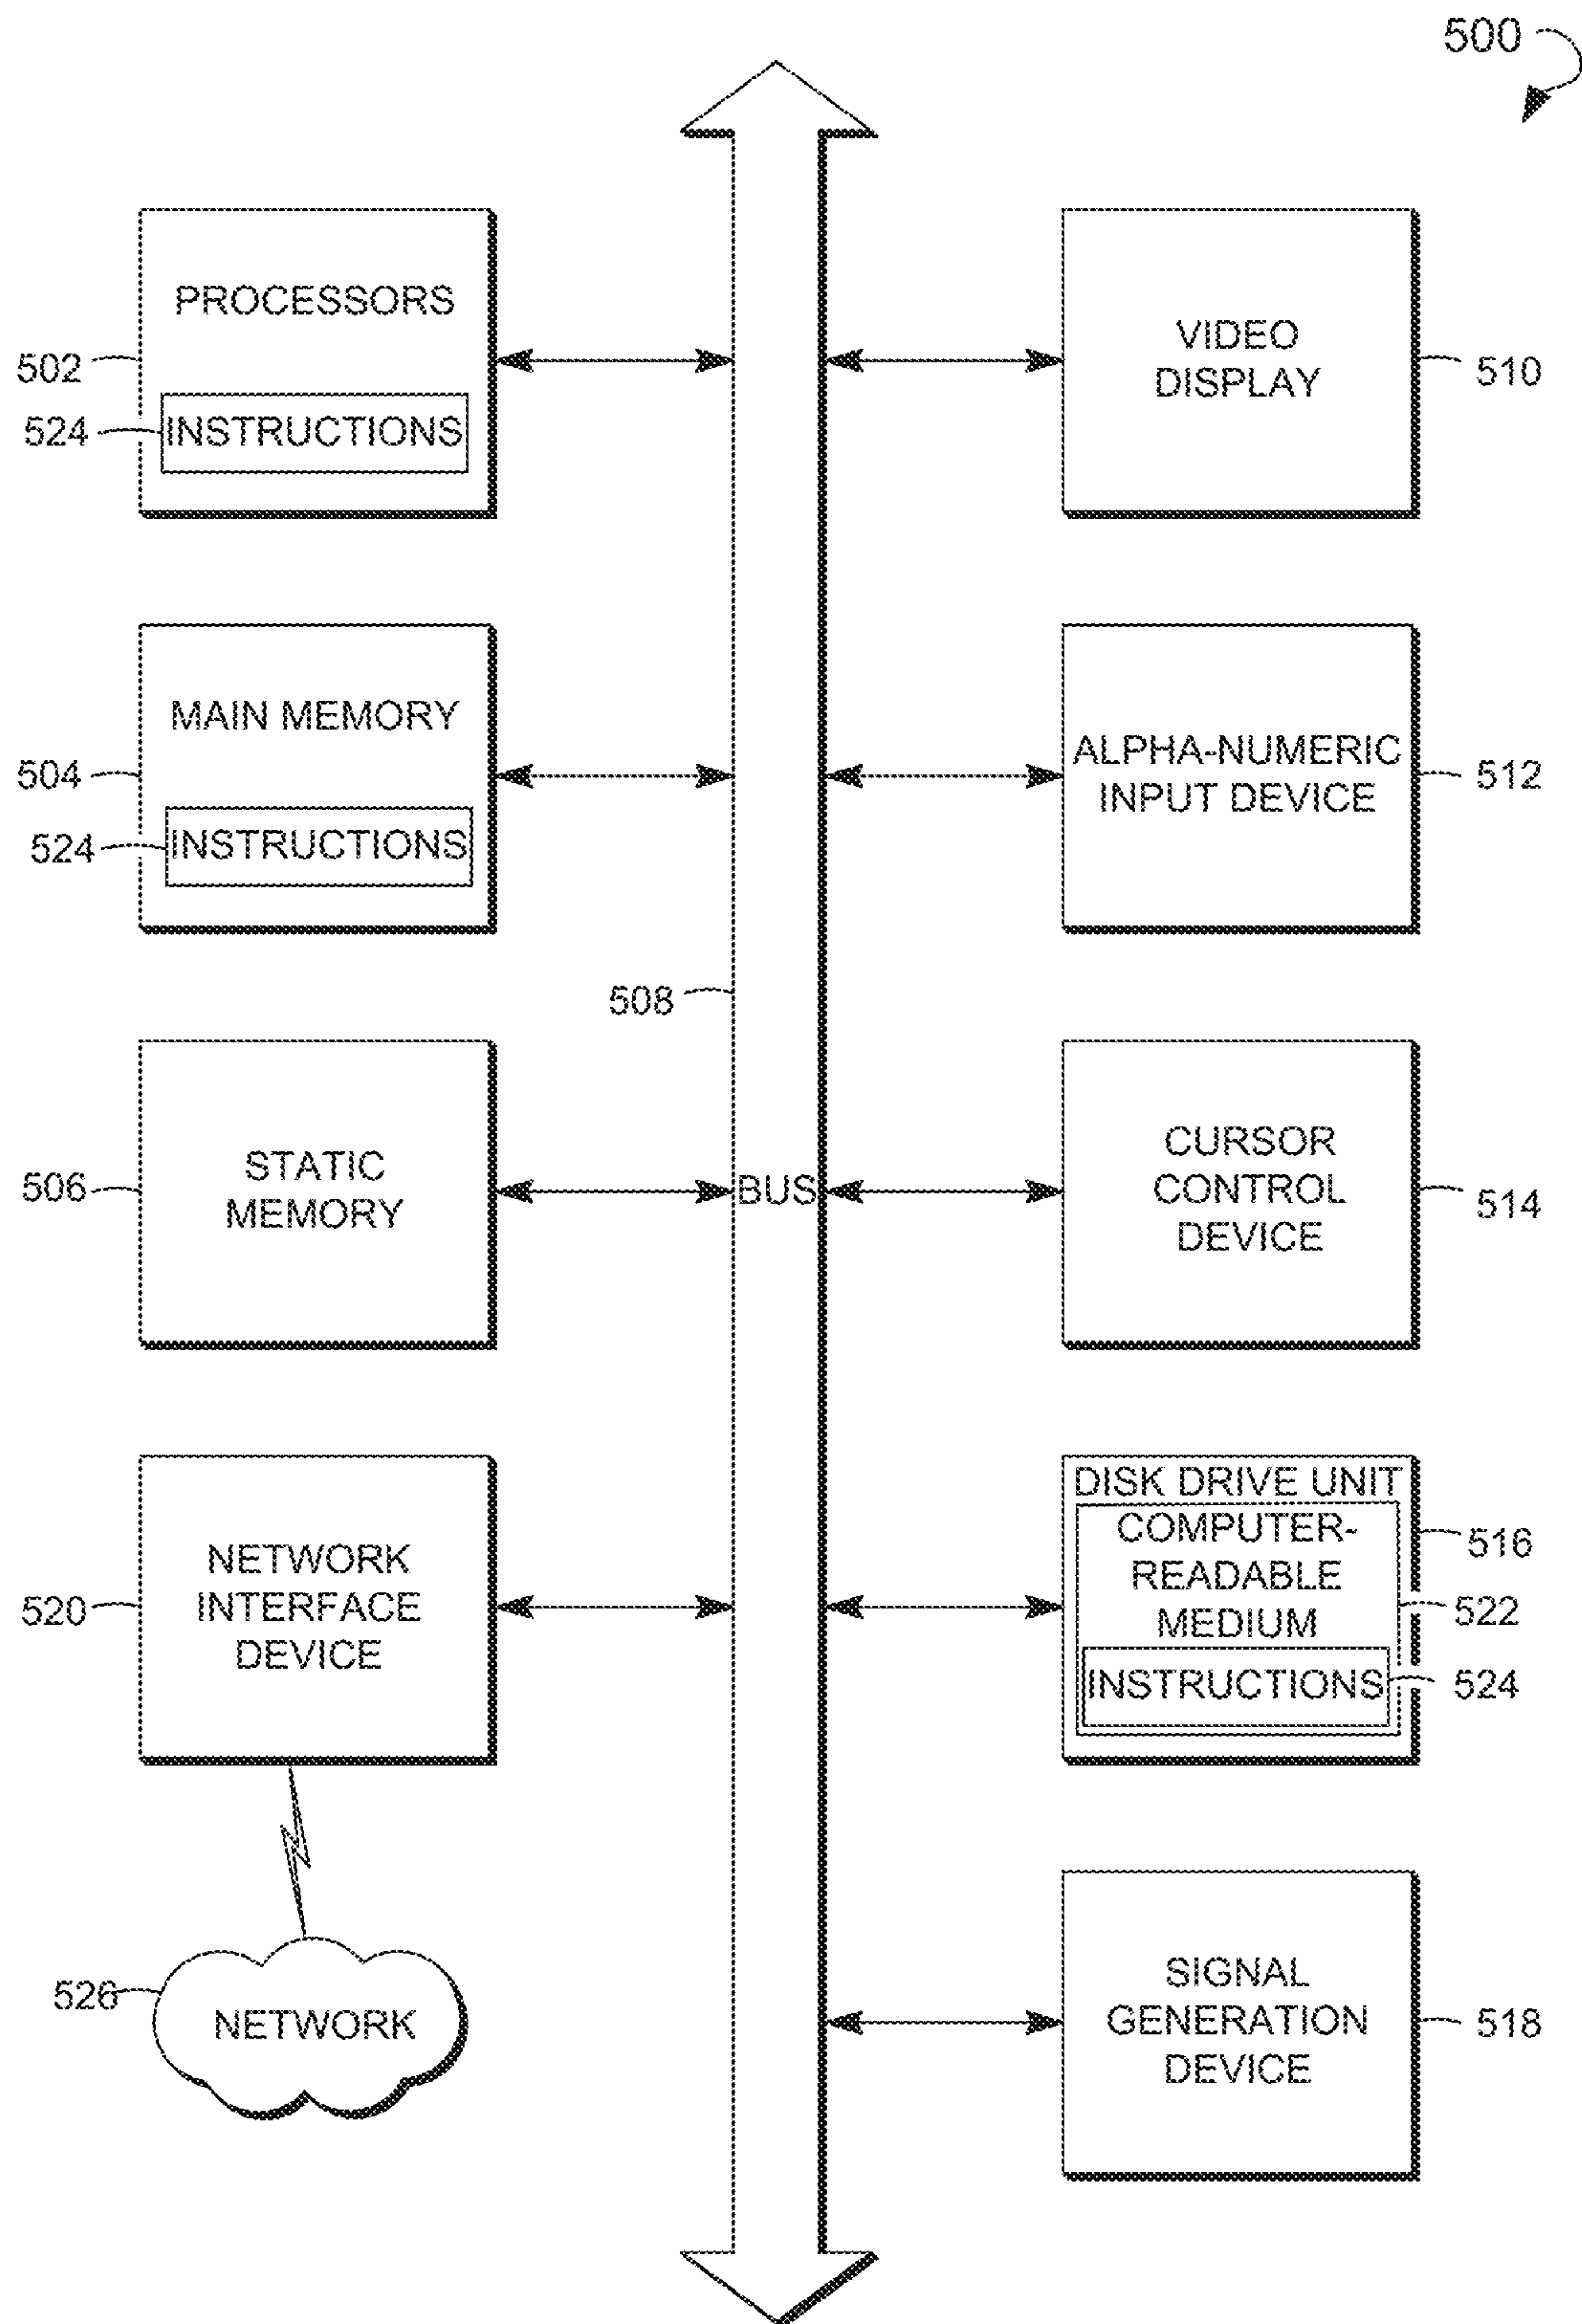 500
PROCESSORS
502
524
INSTRUCTIONS
VIDEO
DISPLAY
510
MAIN MEMORY
504
524
INSTRUCTIONS
ALPHA-NUMERIC
INPUT DEVICE
512
508
STATIC
MEMORY
506
BUS
CURSOR
CONTROL
DEVICE
514
NETWORK
INTERFACE
DEVICE
520
DISK DRIVE UNIT
COMPUTER-
READABLE
MEDIUM
516
522
INSTRUCTIONS
524
526
NETWORK
SIGNAL
GENERATION
DEVICE
518